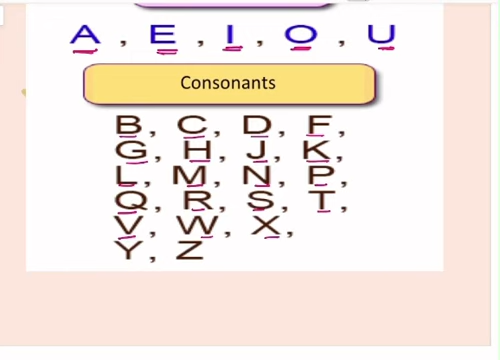 A , E , I , O , U
Consonants
B, C, D, F,
G, H, J, K,
L, M, N, P,
Q, R, S, T,
V, W, X,
Y, Z